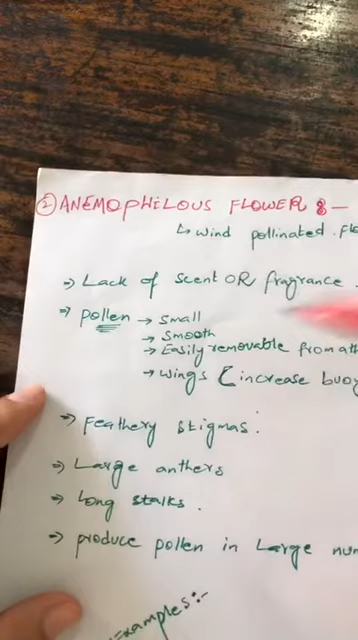 ② ANEMOPHILOUS FLOWER 8 -
↳ wind pollinated .
⇒ Lack of scent OR fragrance .
⇒ pollen → small
→ smooth
→ Easily removable from
→ wings ( increase
⇒ Feathery stigmas .
⇒ Large anthers
⇒ Long stalks .
⇒ produce pollen in Large
Examples :-